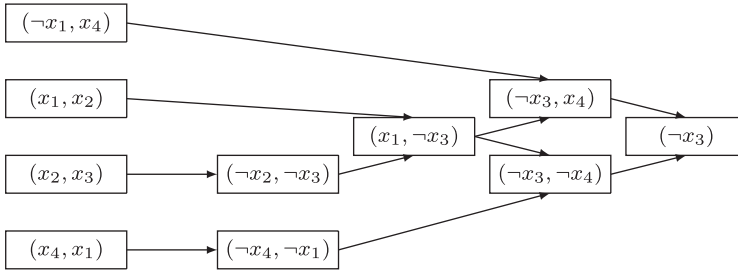 (¬x₁, x₄)
(x₁, x₂)
(¬x₃, x₄)
(x₁, ¬x₃)
(¬x₃)
(x₂, x₃)
(¬x₂, ¬x₃)
(¬x₃, ¬x₄)
(x₄, x₁)
(¬x₄, ¬x₁)